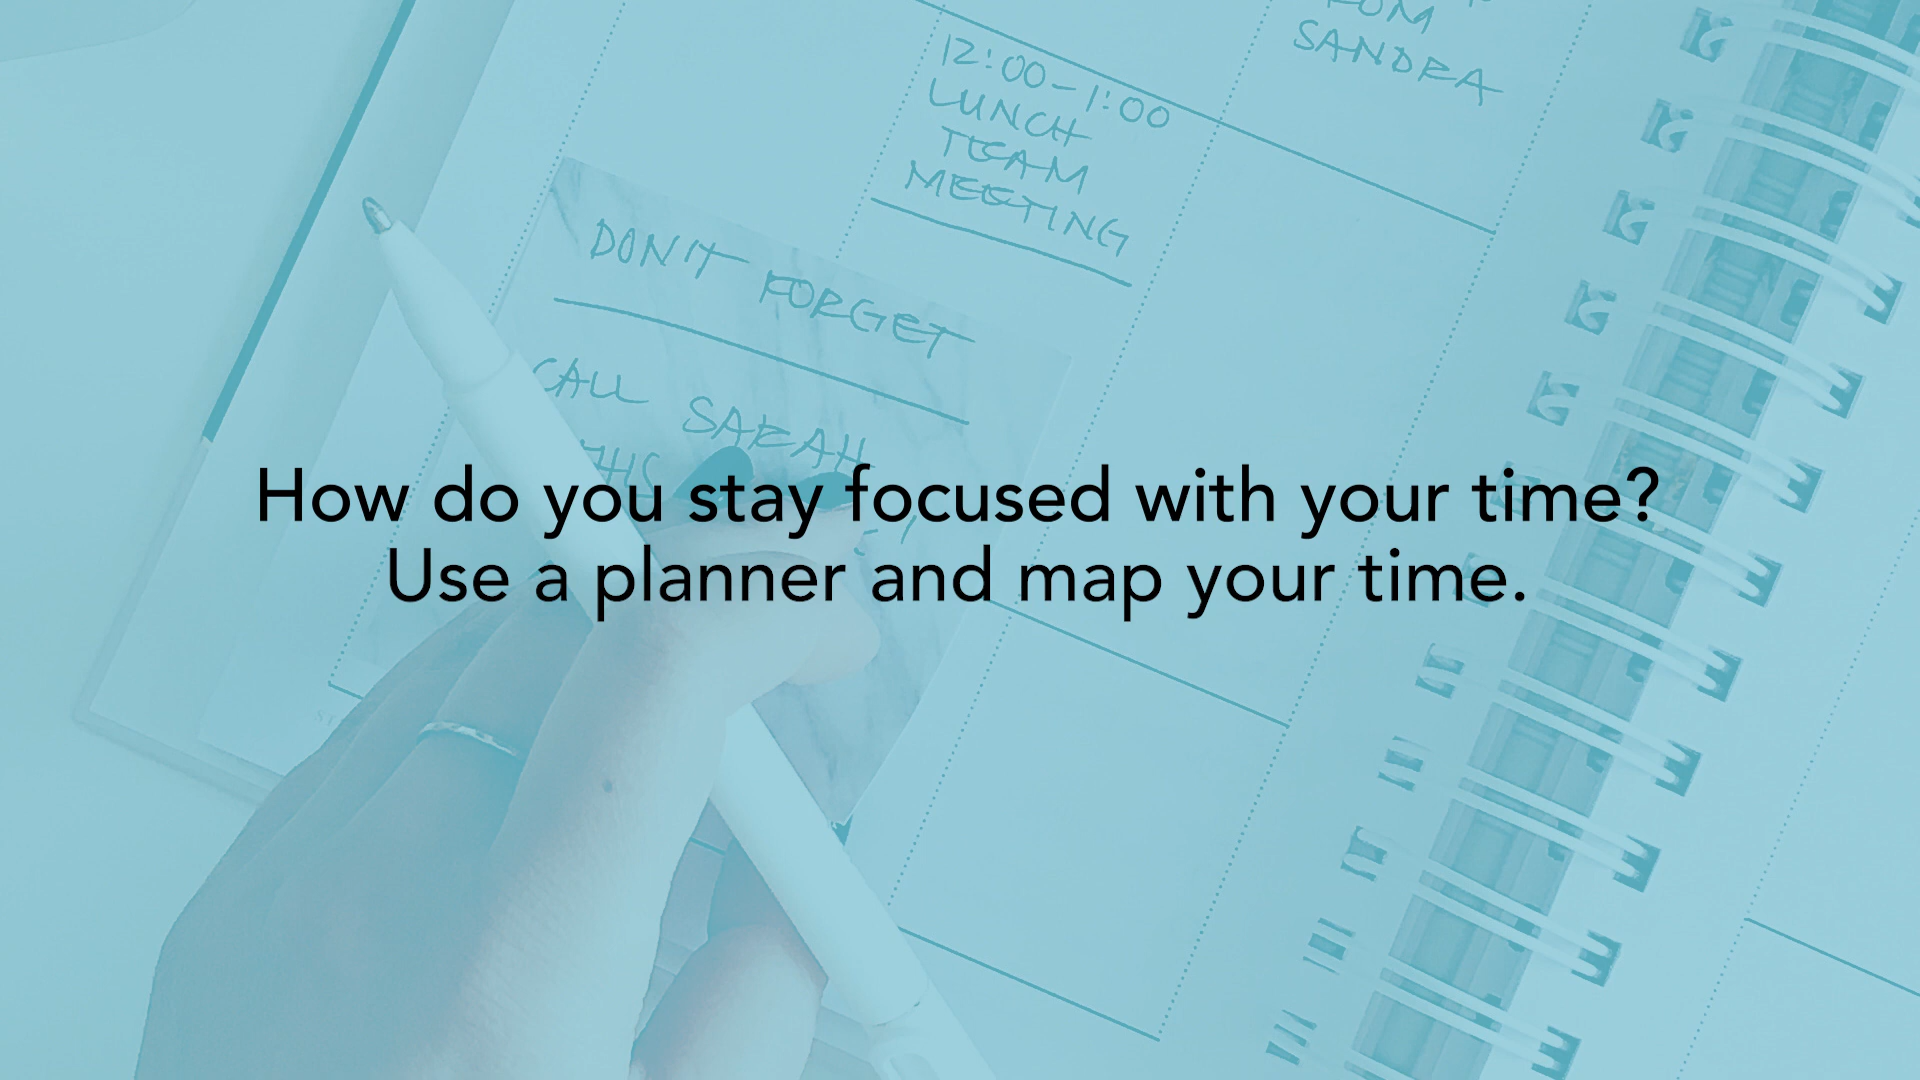 SANDRA
12:00-1:00
LUNCH
TEAM
MEETING
DON'T FORGET
CALL SARAH
THIS
How do you stay focused with your time?
Use a planner and map your time.